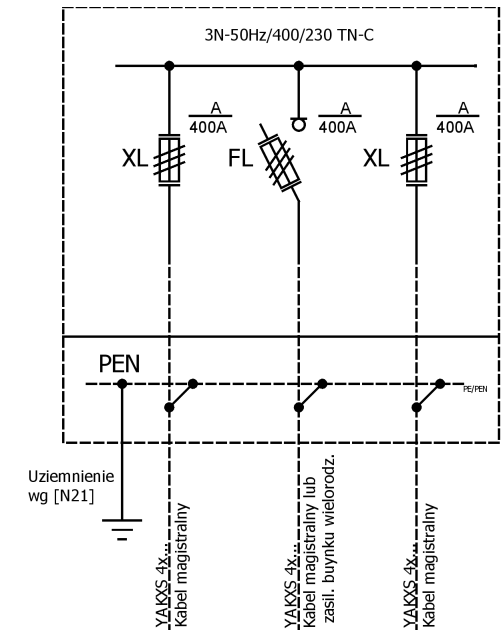 3N-50Hz/400/230 TN-C
A
400A
A
400A
A
400A
XL
FL
XL
PEN
PE/PEN
Uziemnienie
wg [N21]
YAKXS 4x...
Kabel magistralny
YAKXS 4x...
Kabel magistralny lub
zasil. buynku wielorodz.
YAKXS 4x...
Kabel magistralny